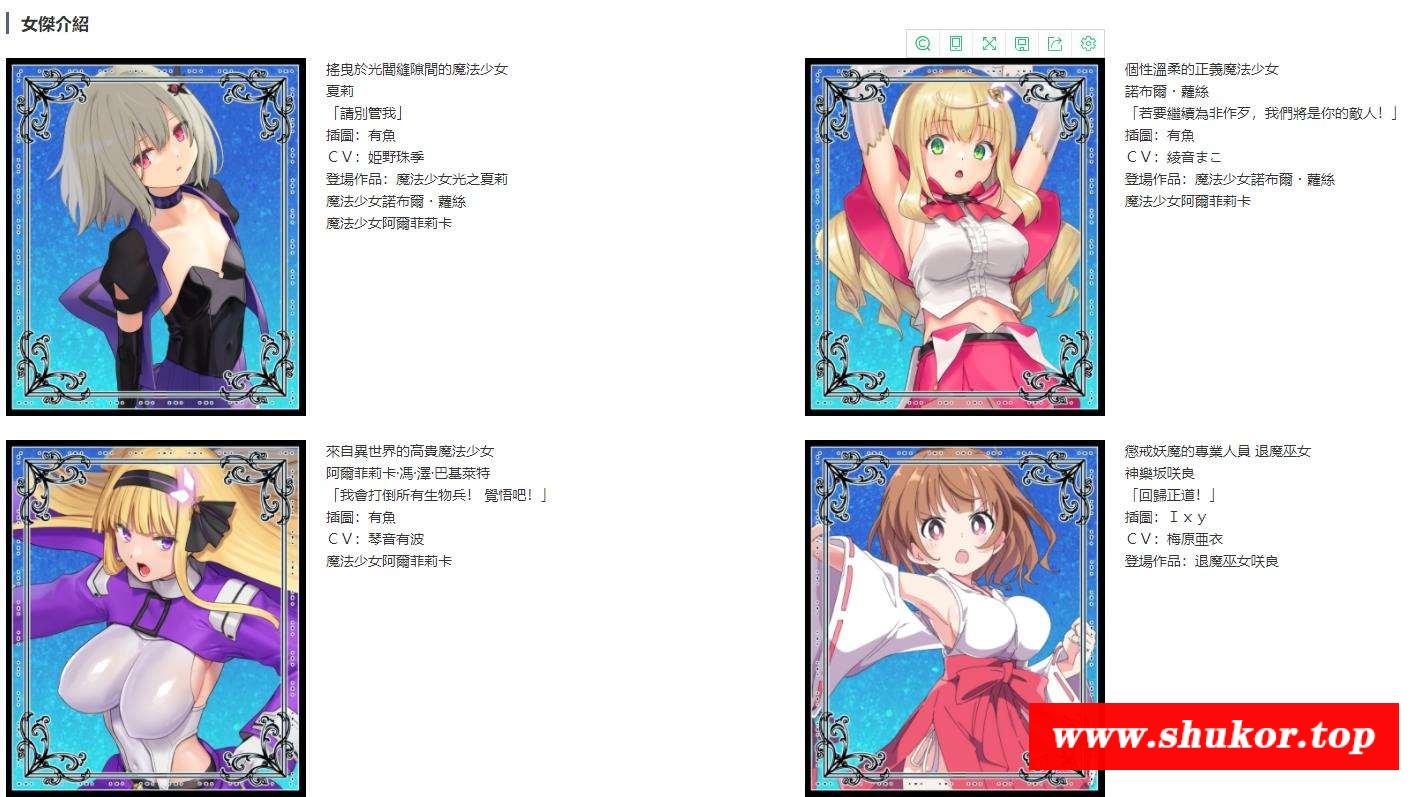 女傑介紹
搖曳於光闇縫隙間的魔法少女
夏莉
「請別管我」
插圖：有魚
ＣＶ：姫野珠季
登場作品：魔法少女光之夏莉
魔法少女諾布爾・蘿絲
魔法少女阿爾菲莉卡
個性溫柔的正義魔法少女
諾布爾・蘿絲
「若要繼續為非作歹，我們將是你的敵人！」
插圖：有魚
ＣＶ：綾音まこ
登場作品：魔法少女諾布爾・蘿絲
魔法少女阿爾菲莉卡
來自異世界的高貴魔法少女
阿爾菲莉卡·馮·澤·巴基萊特
「我會打倒所有生物兵！ 覺悟吧！」
插圖：有魚
ＣＶ：琴音有波
魔法少女阿爾菲莉卡
懲戒妖魔的專業人員 退魔巫女
神樂坂咲良
「回歸正道！」
插圖：Ｉｘｙ
ＣＶ：梅原亜衣
登場作品：退魔巫女咲良
www.shukor.top